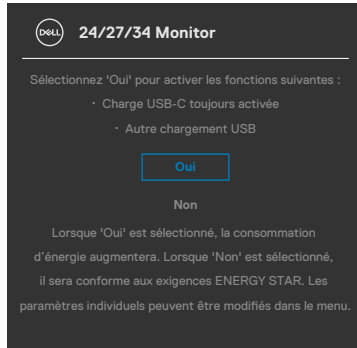 DELL 24/27/34 Monitor
Sélectionnez 'Oui' pour activer les fonctions suivantes :
· Charge USB-C toujours activée
· Autre chargement USB
Oui
Non
Lorsque 'Oui' est sélectionné, la consommation
d'énergie augmentera. Lorsque 'Non' est sélectionné,
il sera conforme aux exigences ENERGY STAR. Les
paramètres individuels peuvent être modifiés dans le menu.